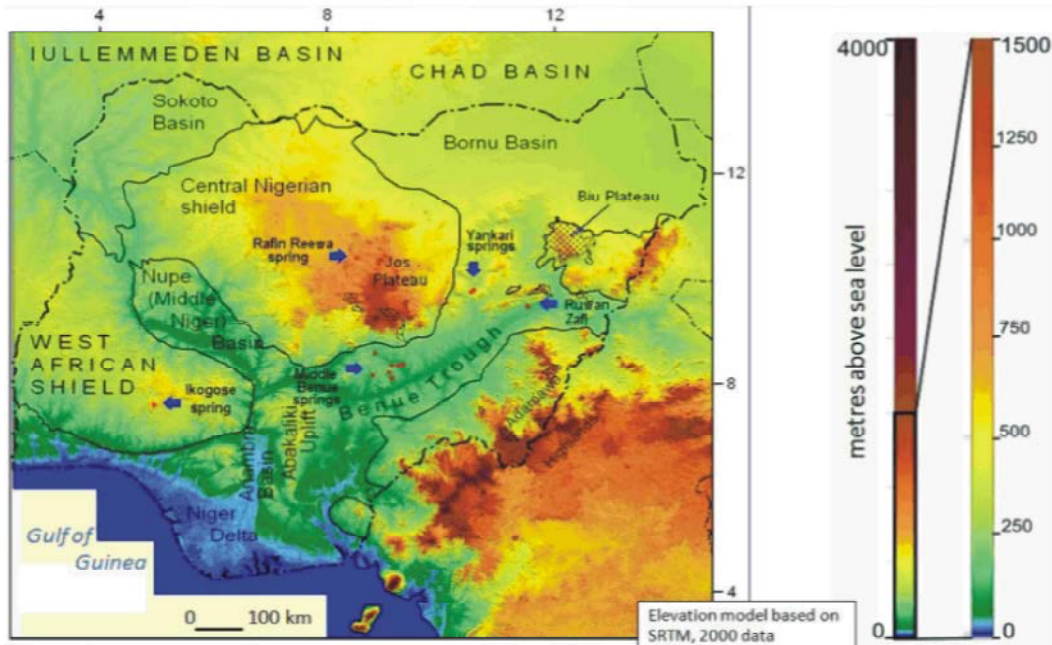 4
8
12
IULLEMMEDEN BASIN
CHAD BASIN
Sokoto
Basin
Bornu Basin
12
Central Nigerian
shield
Biu Plateau
Rafin Reewa
spring
Yankari
springs
Jos
Plateau
Nupe
(Middle
Niger)
Basin
Ruwan
Zafi
WEST
AFRICAN
SHIELD
Ikogose
spring
Middle
Benue
springs
Benue Trough
8
Adamawa
Highlands
Abakaliki
Uplift
Anambra
Basin
Niger
Delta
Gulf of
Guinea
4
0 100 km
Elevation model based on
SRTM, 2000 data
metres above sea level
4000
0
1500
1250
1000
750
500
250
0